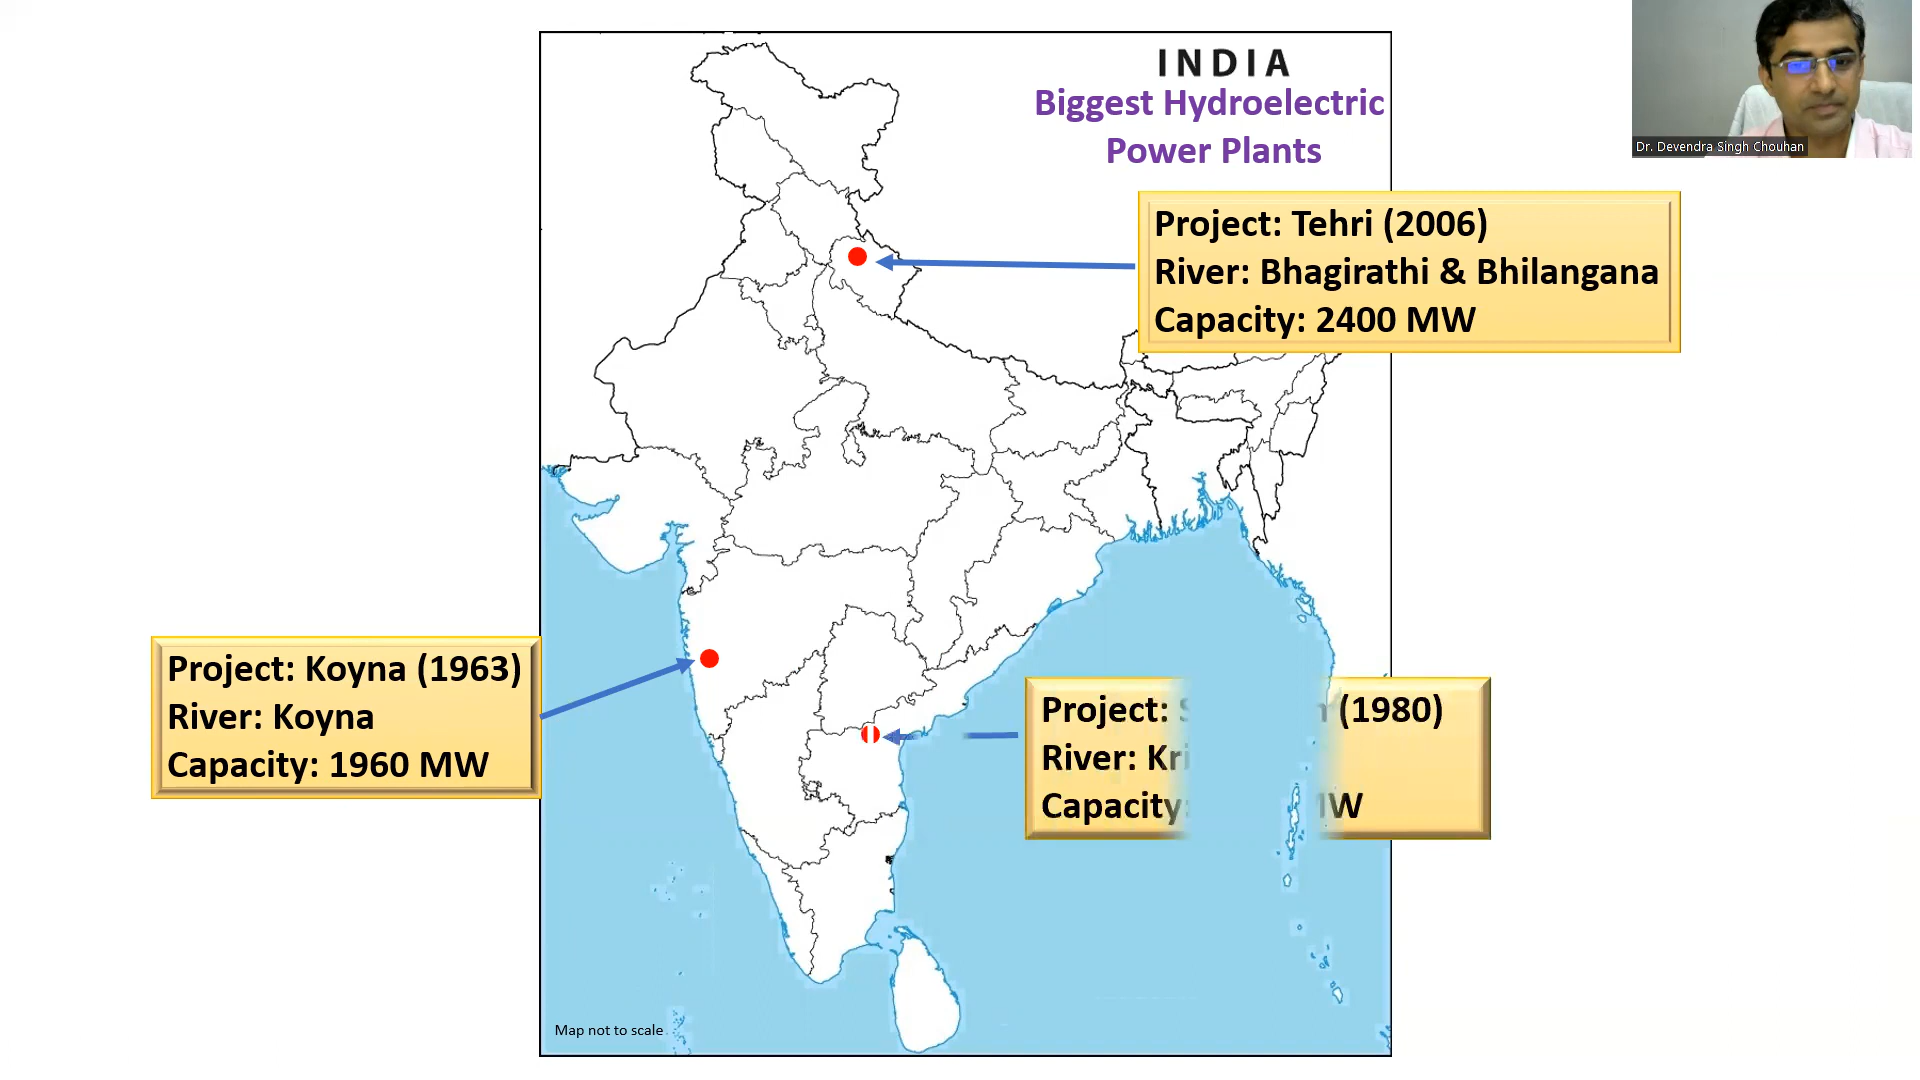 INDIA
Biggest Hydroelectric
Power Plants
Dr. Devendra Singh Chouhan
Project: Tehri (2006)
River: Bhagirathi & Bhilangana
Capacity: 2400 MW
Project: Koyna (1963)
River: Koyna
Capacity: 1960 MW
Project: (1980)
River:
Capacity: MW
Map not to scale